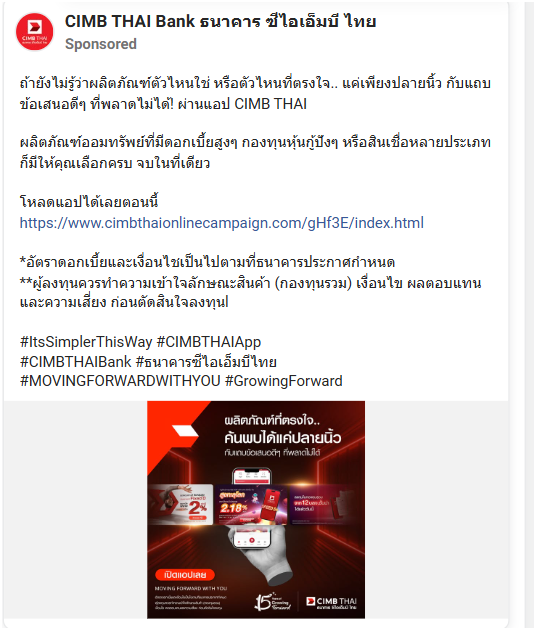 CIMB THAI
CIMB THAI Bank ธนาคาร ซีไอเอ็มบี ไทย
Sponsored
ถ้ายังไม่รู้ว่าผลิตภัณฑ์ตัวไหนใช่ หรือตัวไหนที่ตรงใจ.. แค่เพียงปลายนิ้ว กับแถบ
ข้อเสนอดีๆ ที่พลาดไม่ได้! ผ่านแอป CIMB THAI
ผลิตภัณฑ์ออมทรัพย์ที่มีดอกเบี้ยสูงๆ กองทุนหุ้นกู้ปังๆ หรือสินเชื่อหลายประเภท
ก็มีให้คุณเลือกครบ จบในที่เดียว
โหลดแอปได้เลยตอนนี้
https://www.cimbthaionlinecampaign.com/gHf3E/index.html
*อัตราดอกเบี้ยและเงื่อนไขเป็นไปตามที่ธนาคารประกาศกำหนด
**ผู้ลงทุนควรทำความเข้าใจลักษณะสินค้า (กองทุนรวม) เงื่อนไข ผลตอบแทน
และความเสี่ยง ก่อนตัดสินใจลงทุนl
#ItsSimplerThisWay #CIMBTHAIApp
#CIMBTHAIBank #ธนาคารซีไอเอ็มบีไทย
#MOVINGFORWARDWITHYOU #GrowingForward
ผลิตภัณฑ์ที่ตรงใจ..
ค้นพบได้แค่ปลายนิ้ว
กับแถบข้อเสนอดีๆ ที่พลาดไม่ได้
2%
2.18%
เปิดแอปเลย
MOVING FORWARD WITH YOU
15
Growing
Forward
CIMB THAI
ธนาคาร ซีไอเอ็มบี ไทย